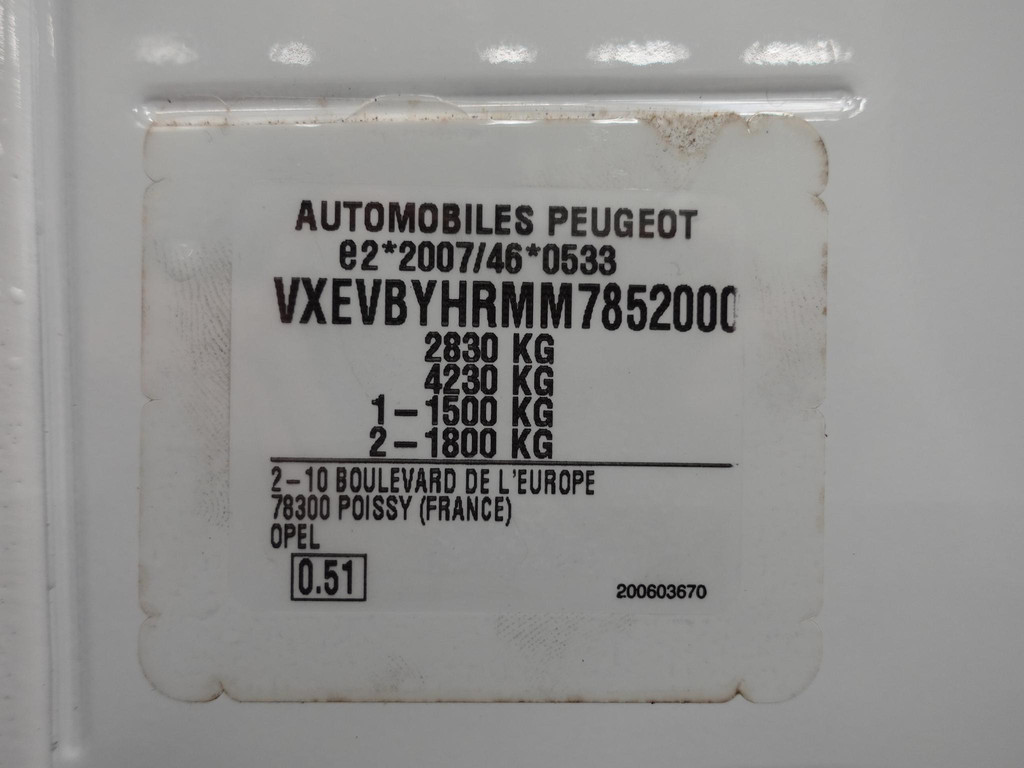 AUTOMOBILES PEUGEOT
e2*2007/46*0533
VXEVBYHRMM7852000
2830 KG
4230 KG
1-1500 KG
2-1800 KG
2-10 BOULEVARD DE L'EUROPE
78300 POISSY (FRANCE)
OPEL
0.51
200603670